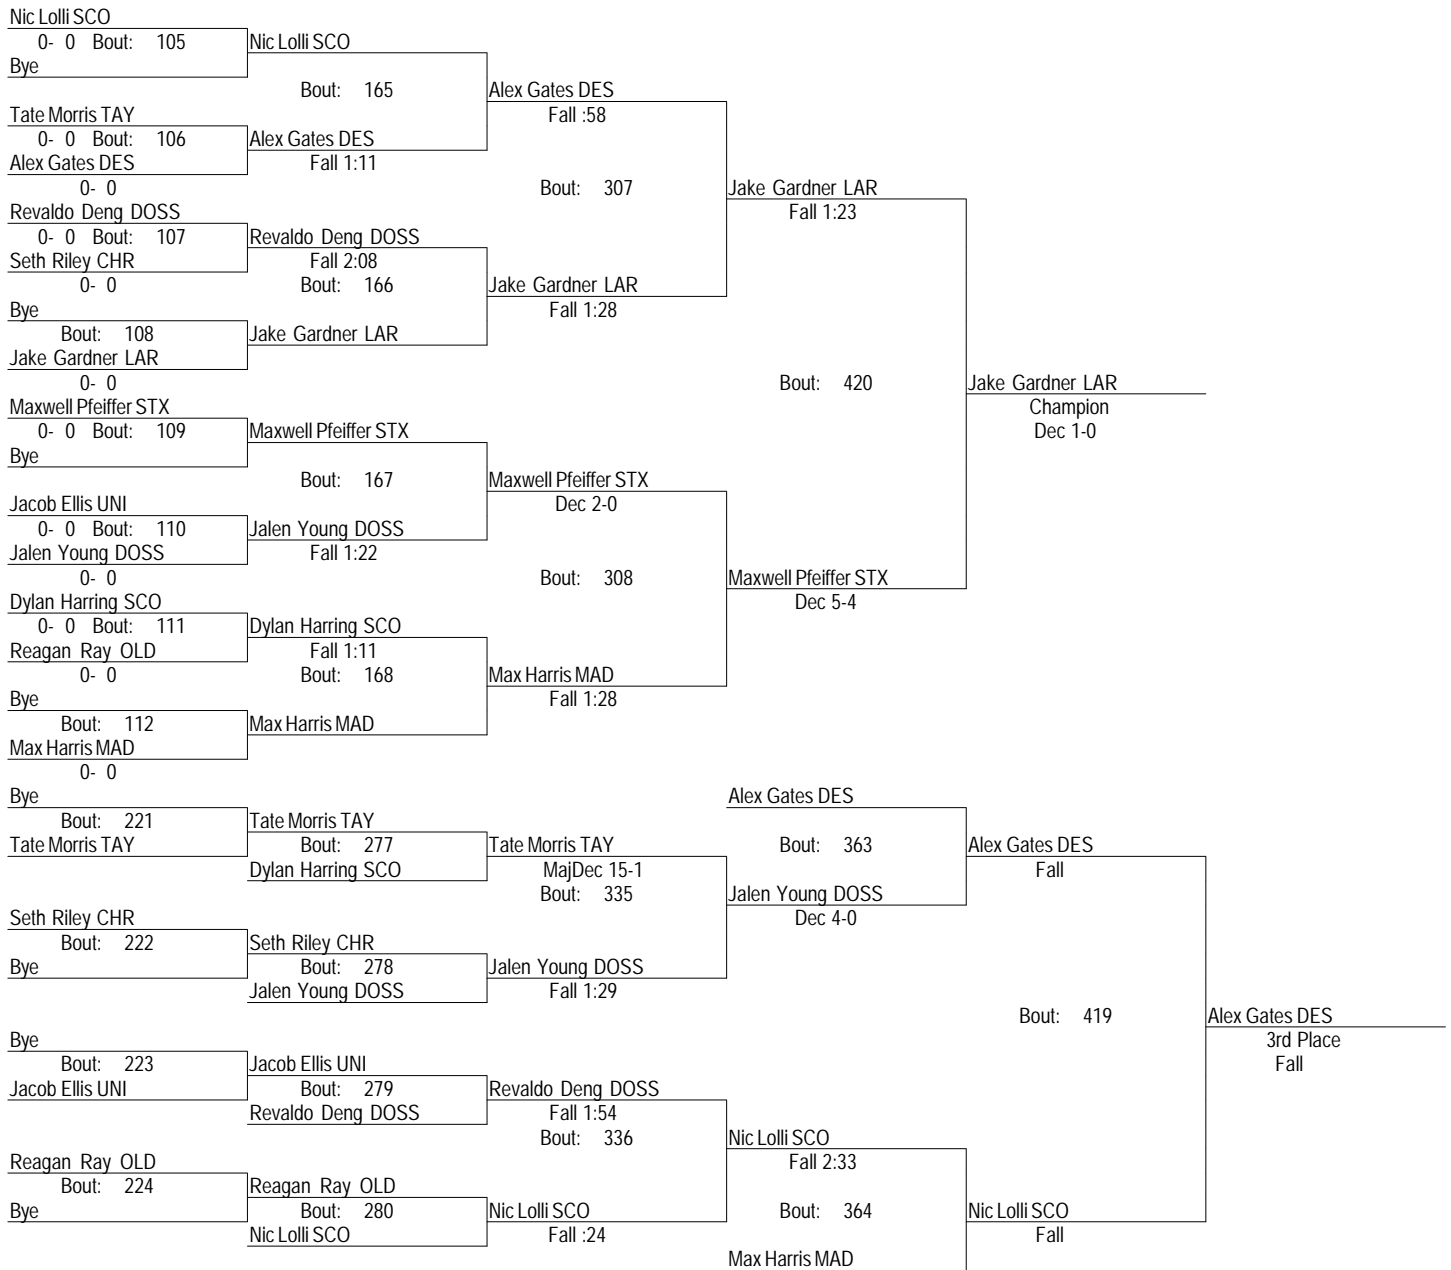 Nic Lolli SCO
0- 0 Bout: 105 Nic Lolli SCO
Bye
Bout: 165 Alex Gates DES
Tate Morris TAY Fall :58
0- 0 Bout: 106 Alex Gates DES
Alex Gates DES Fall 1:11
0- 0 Bout: 307 Jake Gardner LAR
Revaldo Deng DOSS Fall 1:23
0- 0 Bout: 107 Revaldo Deng DOSS
Seth Riley CHR Fall 2:08
0- 0 Bout: 166 Jake Gardner LAR
Bye Fall 1:28
Bout: 108 Jake Gardner LAR
Jake Gardner LAR
0- 0 Bout: 420 Jake Gardner LAR
Maxwell Pfeiffer STX Champion
0- 0 Bout: 109 Maxwell Pfeiffer STX Dec 1-0
Bye
Bout: 167 Maxwell Pfeiffer STX
Jacob Ellis UNI Dec 2-0
0- 0 Bout: 110 Jalen Young DOSS
Jalen Young DOSS Fall 1:22
0- 0 Bout: 308 Maxwell Pfeiffer STX
Dylan Harring SCO Dec 5-4
0- 0 Bout: 111 Dylan Harring SCO
Reagan Ray OLD Fall 1:11
0- 0 Bout: 168 Max Harris MAD
Bye Fall 1:28
Bout: 112 Max Harris MAD
Max Harris MAD
0- 0
Bye Alex Gates DES
Bout: 221 Tate Morris TAY
Tate Morris TAY Bout: 277 Tate Morris TAY Bout: 363 Alex Gates DES
Dylan Harring SCO MajDec 15-1 Fall
Bout: 335 Jalen Young DOSS
Seth Riley CHR Dec 4-0
Bout: 222 Seth Riley CHR
Bye Bout: 278 Jalen Young DOSS
Jalen Young DOSS Fall 1:29
Bout: 419 Alex Gates DES
Bye 3rd Place
Bout: 223 Jacob Ellis UNI Fall
Jacob Ellis UNI Bout: 279 Revaldo Deng DOSS
Revaldo Deng DOSS Fall 1:54
Bout: 336 Nic Lolli SCO
Reagan Ray OLD Fall 2:33
Bout: 224 Reagan Ray OLD
Bye Bout: 280 Nic Lolli SCO Bout: 364 Nic Lolli SCO
Nic Lolli SCO Fall :24 Fall
Max Harris MAD